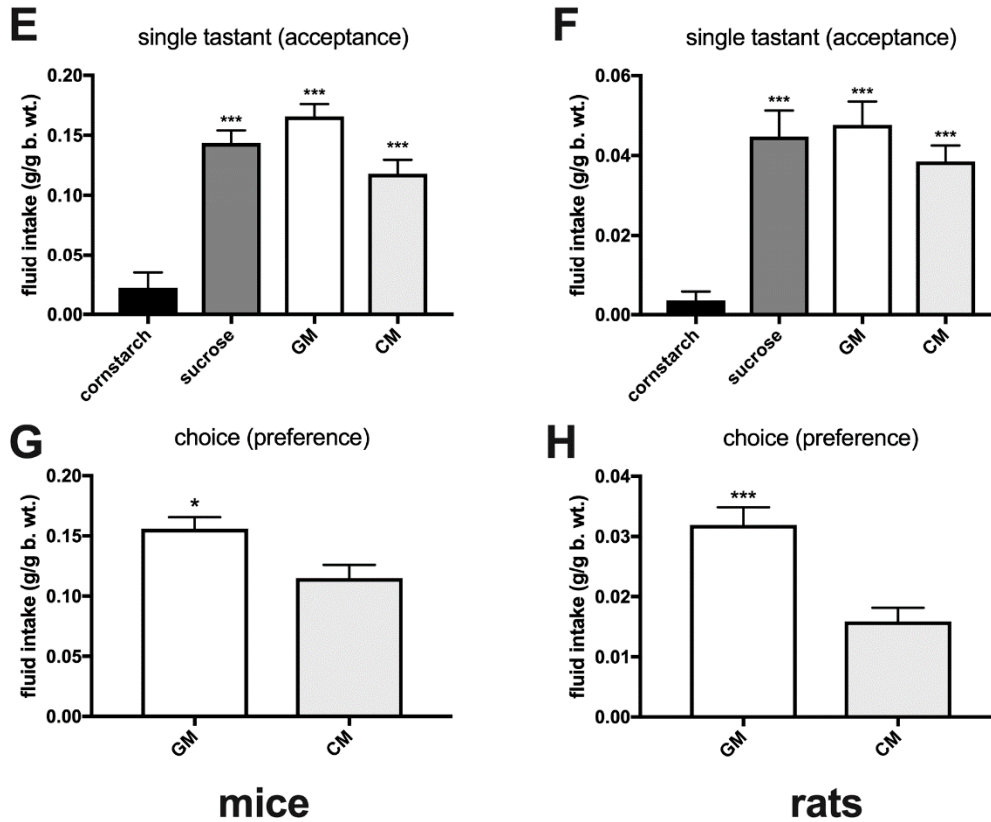 E
single tastant (acceptance)
fluid intake (g/g b. wt.)
0.20
0.15
0.10
0.05
0.00
***
***
***
cornstarch
sucrose
GM
CM
F
single tastant (acceptance)
fluid intake (g/g b. wt.)
0.06
0.04
0.02
0.00
***
***
***
cornstarch
sucrose
GM
CM
G
choice (preference)
fluid intake (g/g b. wt.)
0.20
0.15
0.10
0.05
0.00
*
GM
CM
mice
H
choice (preference)
fluid intake (g/g b. wt.)
0.04
0.03
0.02
0.01
0.00
***
GM
CM
rats